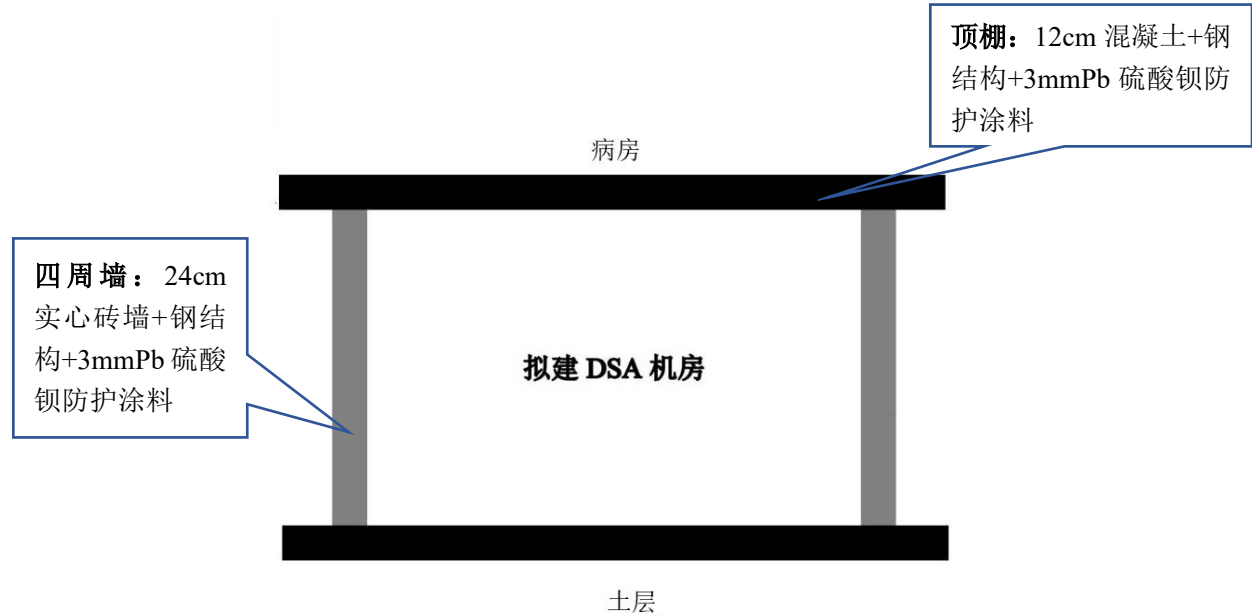 顶棚：12cm 混凝土+钢
结构+3mmPb 硫酸钡防
护涂料
病房
四周墙：24cm
实心砖墙+钢结
构+3mmPb 硫酸
钡防护涂料
拟建 DSA 机房
土层